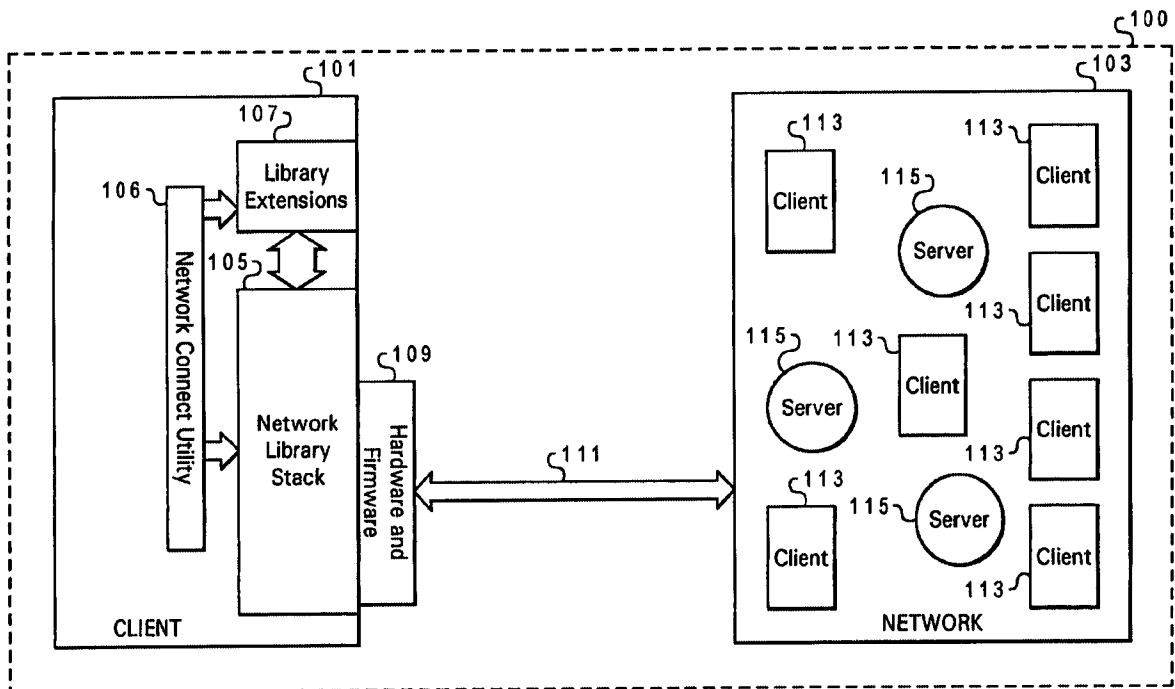 100
101
103
107
Library
Extensions
106
Network Connect Utility
105
Network
Library
Stack
109
Hardware and
Firmware
CLIENT
111
113
Client
113
Client
115
Server
113
Client
115
Server
113
Client
113
Client
113
Client
115
Server
113
Client
NETWORK